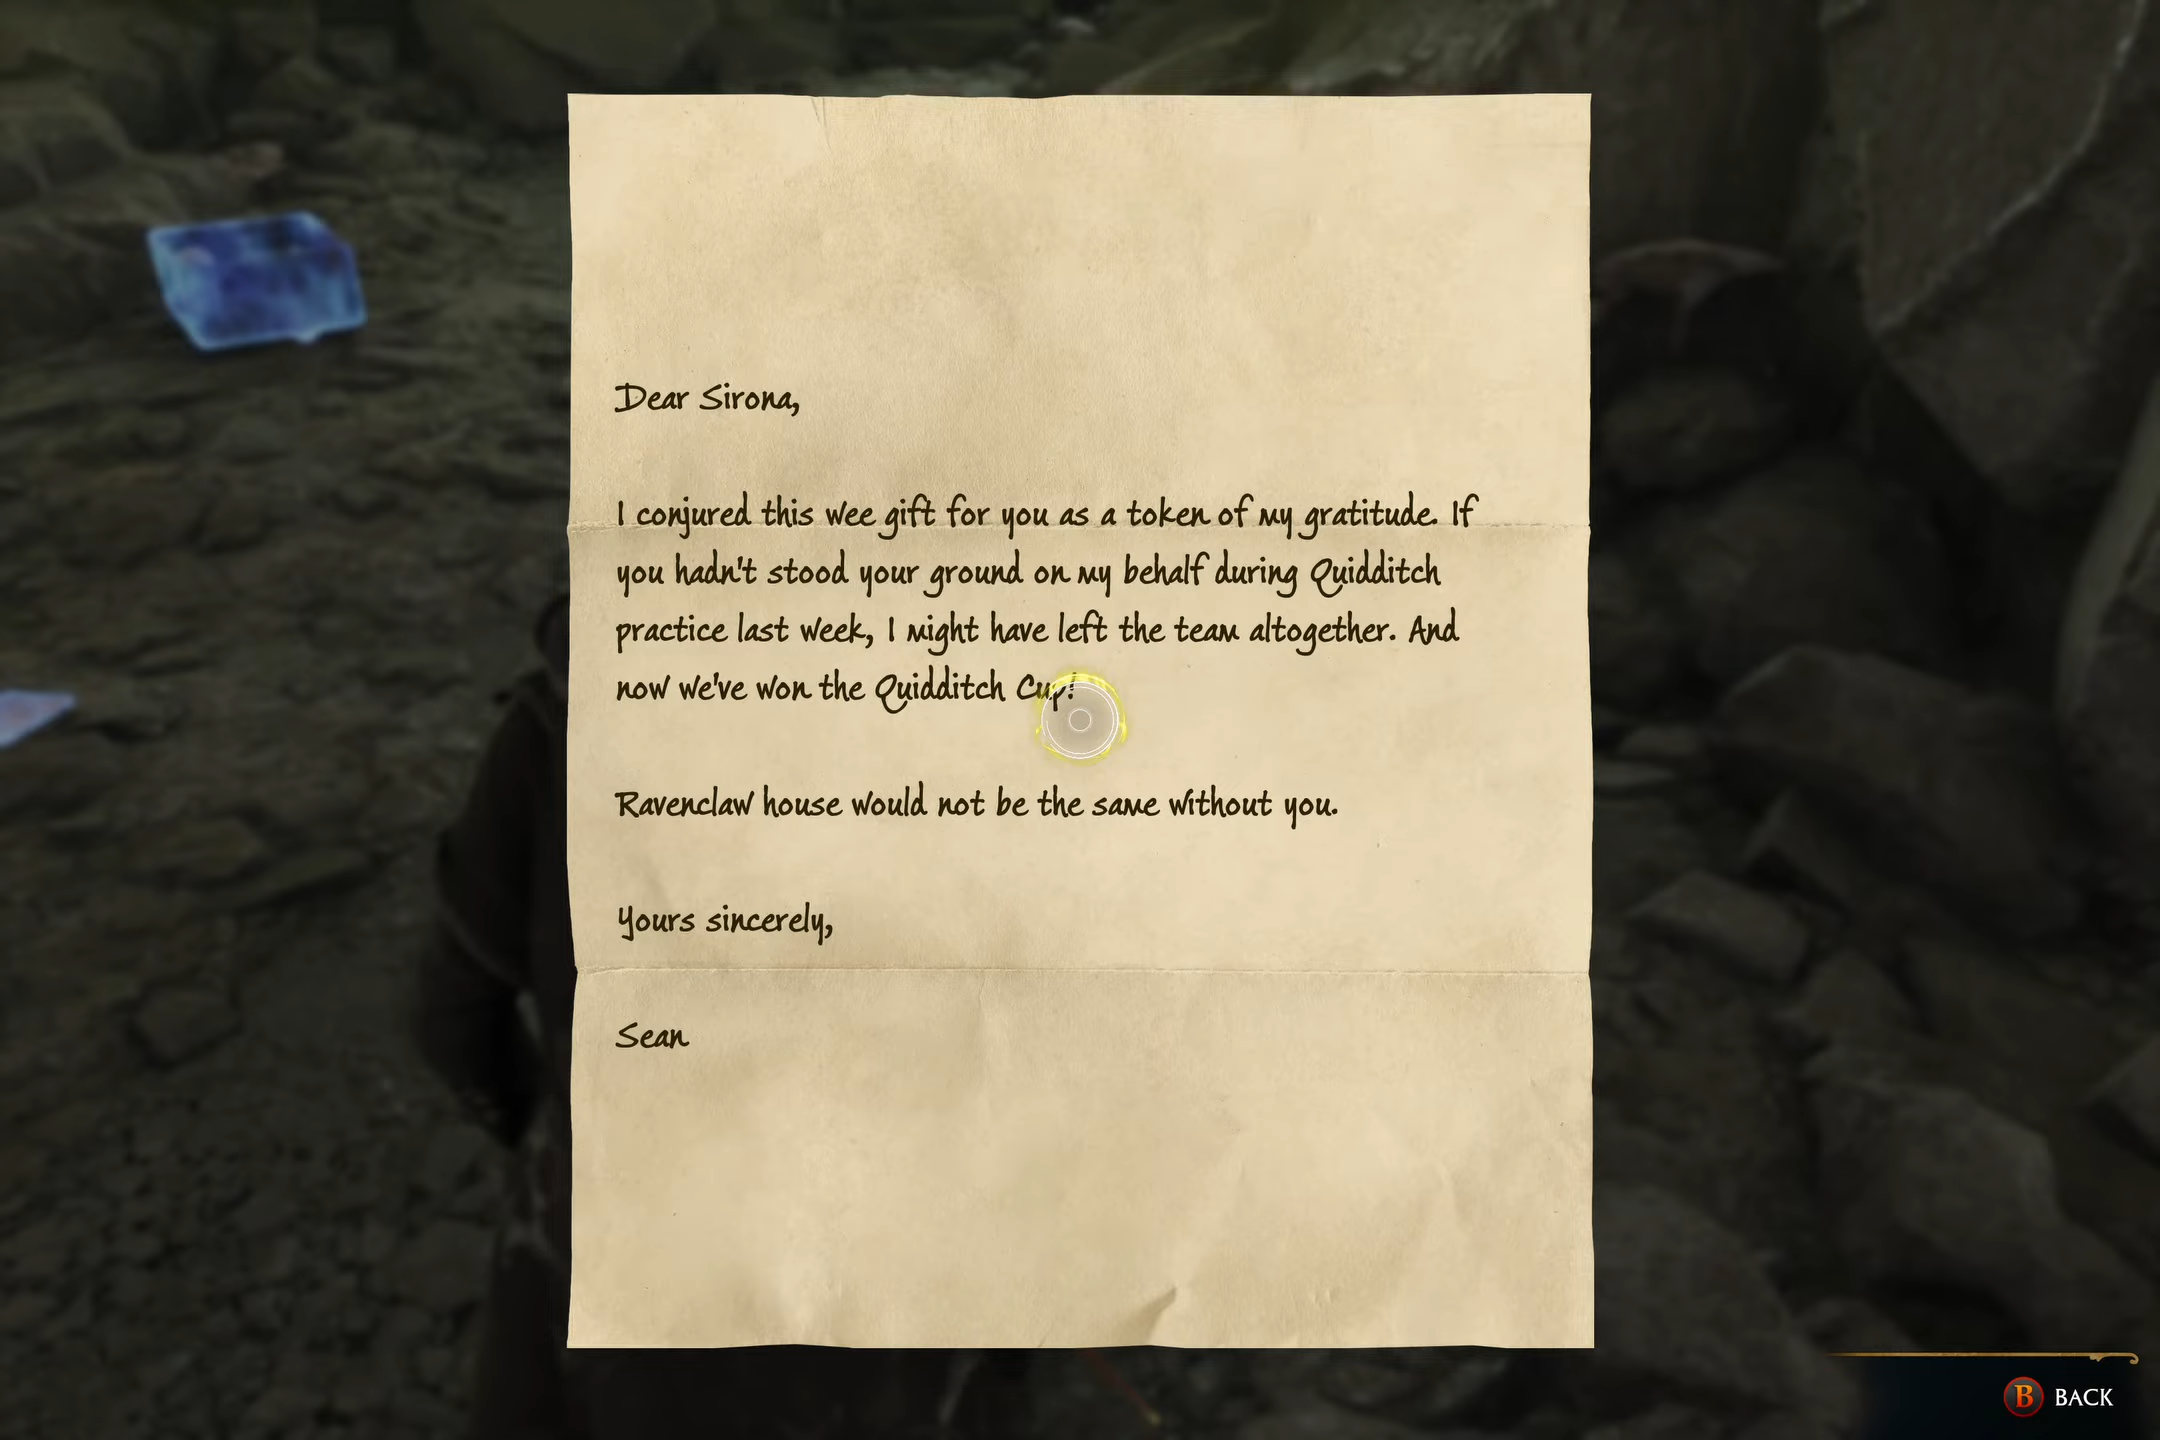 Dear Sirona,
I conjured this wee gift for you as a token of my gratitude. If
you hadn't stood your ground on my behalf during Quidditch
practice last week, I might have left the team altogether. And
now we've won the Quidditch Cup!
Ravenclaw house would not be the same without you.
Yours sincerely,
Sean
B BACK